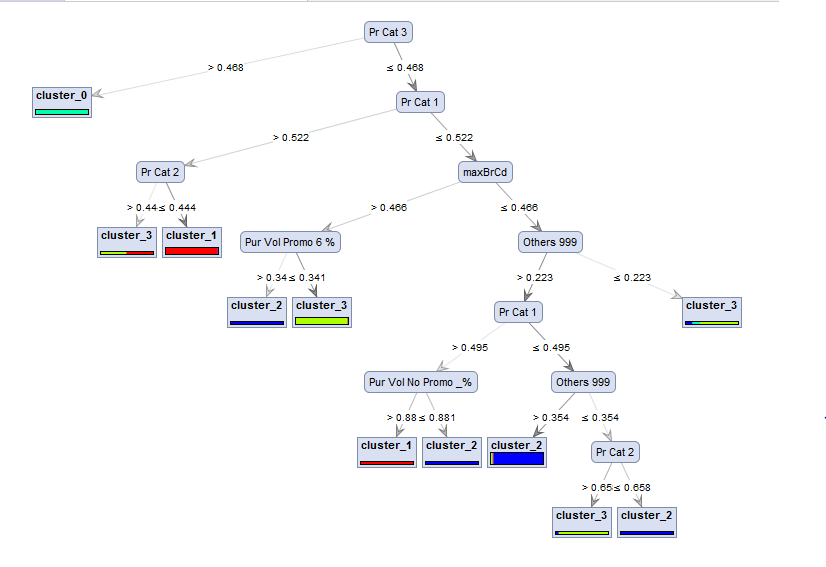 Pr Cat 3
> 0.468
≤ 0.468
cluster_0
Pr Cat 1
> 0.522
≤ 0.522
Pr Cat 2
maxBrCd
> 0.44
≤ 0.444
> 0.466
≤ 0.466
cluster_3
cluster_1
Pur Vol Promo 6 %
Others 999
> 0.34
≤ 0.341
> 0.223
≤ 0.223
cluster_2
cluster_3
Pr Cat 1
cluster_3
> 0.495
≤ 0.495
Pur Vol No Promo _%
Others 999
> 0.88
≤ 0.881
> 0.354
≤ 0.354
cluster_1
cluster_2
cluster_2
Pr Cat 2
> 0.65
≤ 0.658
cluster_3
cluster_2